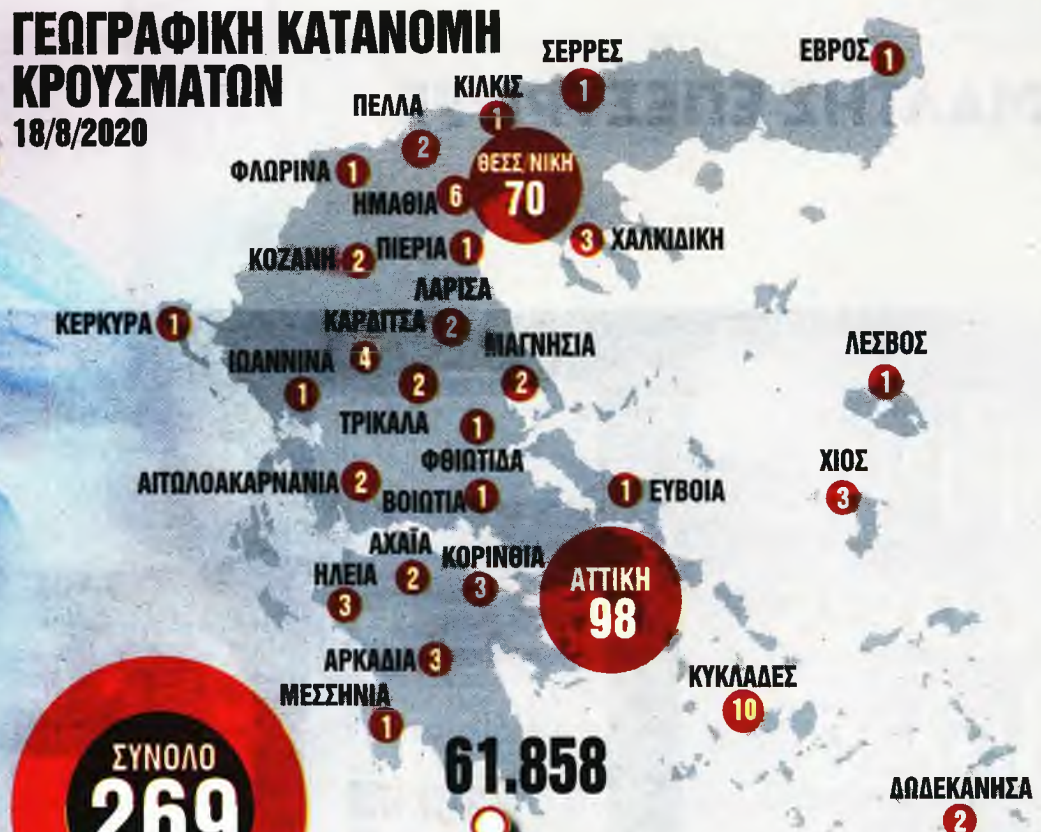 ΓΕΩΓΡΑΦΙΚΗ ΚΑΤΑΝΟΜΗ
ΚΡΟΥΣΜΑΤΩΝ
18/8/2020
ΣΕΡΡΕΣ
1
ΕΒΡΟΣ 1
ΚΙΛΚΙΣ
1
ΠΕΛΛΑ
2
ΘΕΣΣ/ΝΙΚΗ
70
ΦΛΩΡΙΝΑ 1
ΗΜΑΘΙΑ 6
3 ΧΑΛΚΙΔΙΚΗ
ΚΟΖΑΝΗ 2
ΠΙΕΡΙΑ 1
ΛΑΡΙΣΑ
2
ΚΕΡΚΥΡΑ 1
ΚΑΡΔΙΤΣΑ
4
ΜΑΓΝΗΣΙΑ
2
ΛΕΣΒΟΣ
1
ΙΩΑΝΝΙΝΑ
1
2
ΤΡΙΚΑΛΑ
1
ΦΘΙΩΤΙΔΑ
ΧΙΟΣ
3
ΑΙΤΩΛΟΑΚΑΡΝΑΝΙΑ 2
ΒΟΙΩΤΙΑ 1
1 ΕΥΒΟΙΑ
ΑΧΑΪΑ
2
ΚΟΡΙΝΘΙΑ
3
ΗΛΕΙΑ
3
ΑΤΤΙΚΗ
98
ΑΡΚΑΔΙΑ 3
ΚΥΚΛΑΔΕΣ
10
ΜΕΣΣΗΝΙΑ
1
ΣΥΝΟΛΟ
269
61.858
ΔΩΔΕΚΑΝΗΣΑ
2